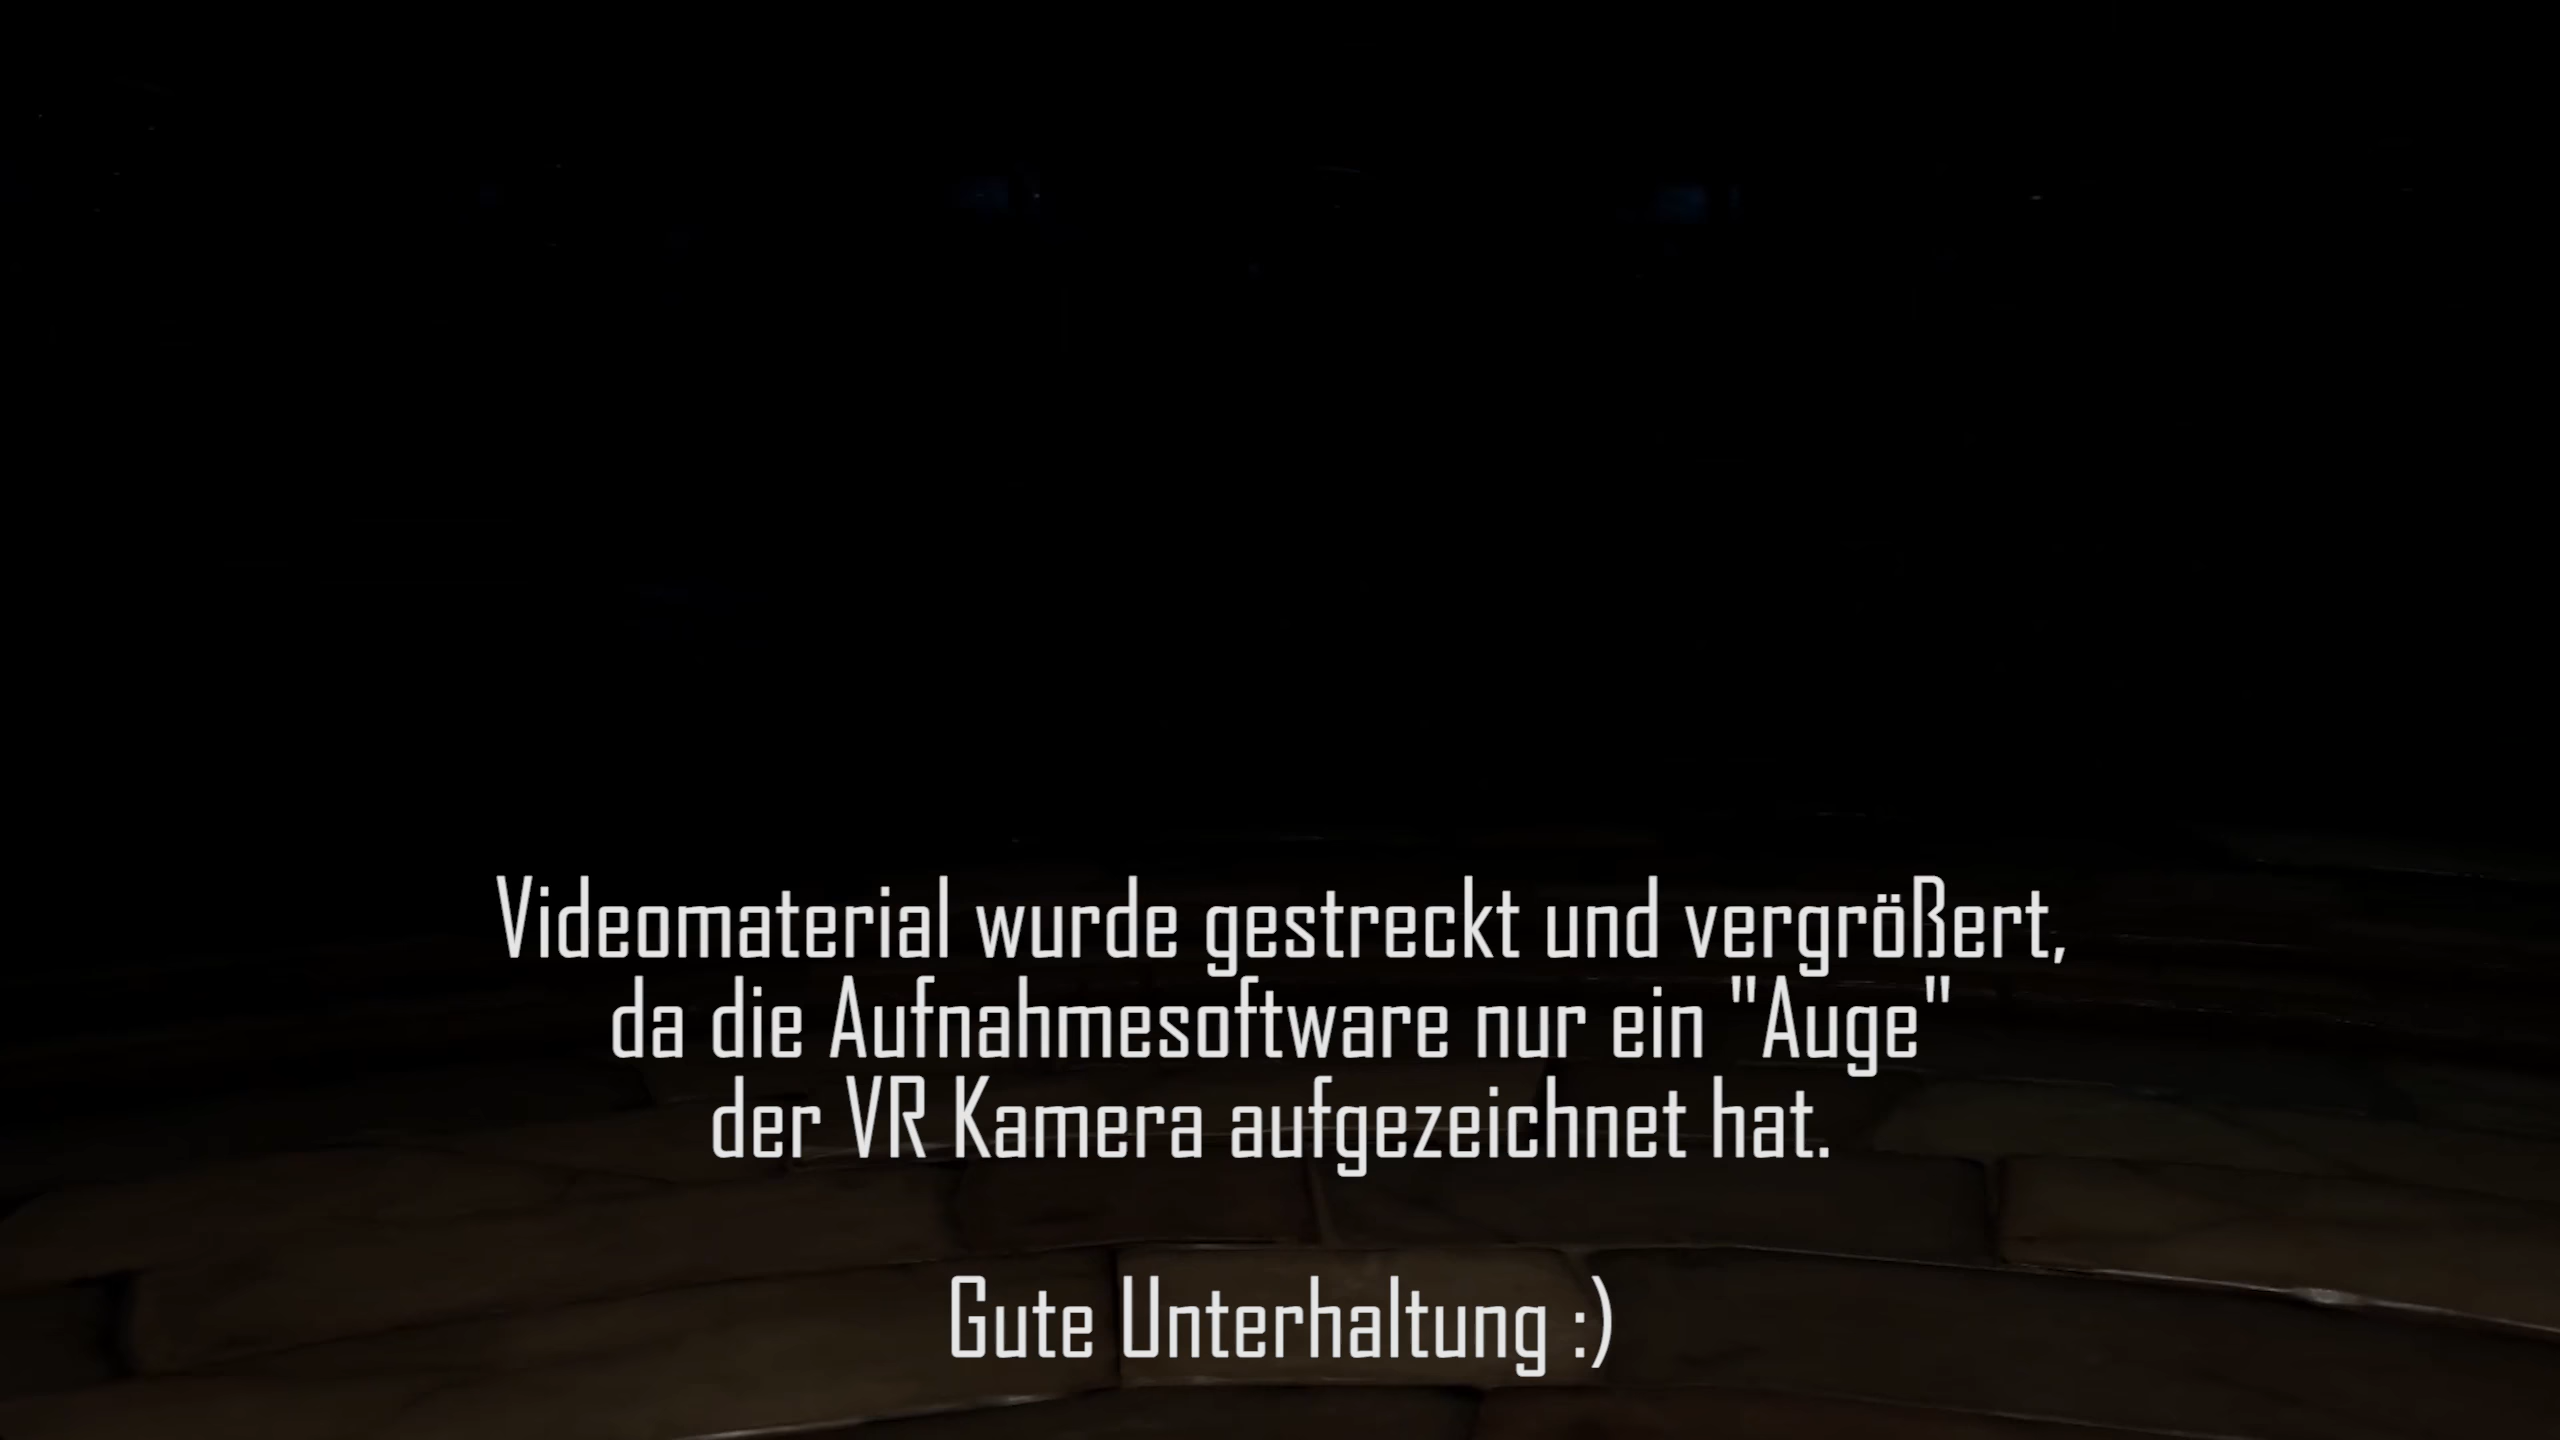 Videomaterial wurde gestreckt und vergrößert,
da die Aufnahmesoftware nur ein "Auge"
der VR Kamera aufgezeichnet hat.
Gute Unterhaltung :)